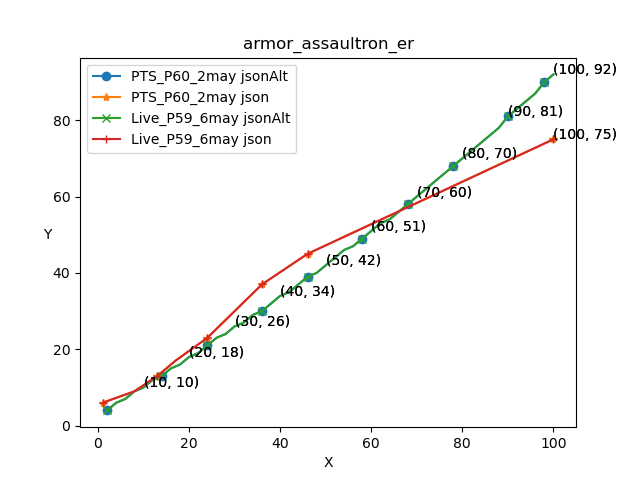 armor_assaultron_er
PTS_P60_2may jsonAlt
PTS_P60_2may json
Live_P59_6may jsonAlt
Live_P59_6may json
(100, 92)
(90, 81)
(100, 75)
(80, 70)
(70, 60)
(60, 51)
(50, 42)
(40, 34)
(30, 26)
(20, 18)
(10, 10)
Y
80
60
40
20
0
0 20 40 60 80 100
X